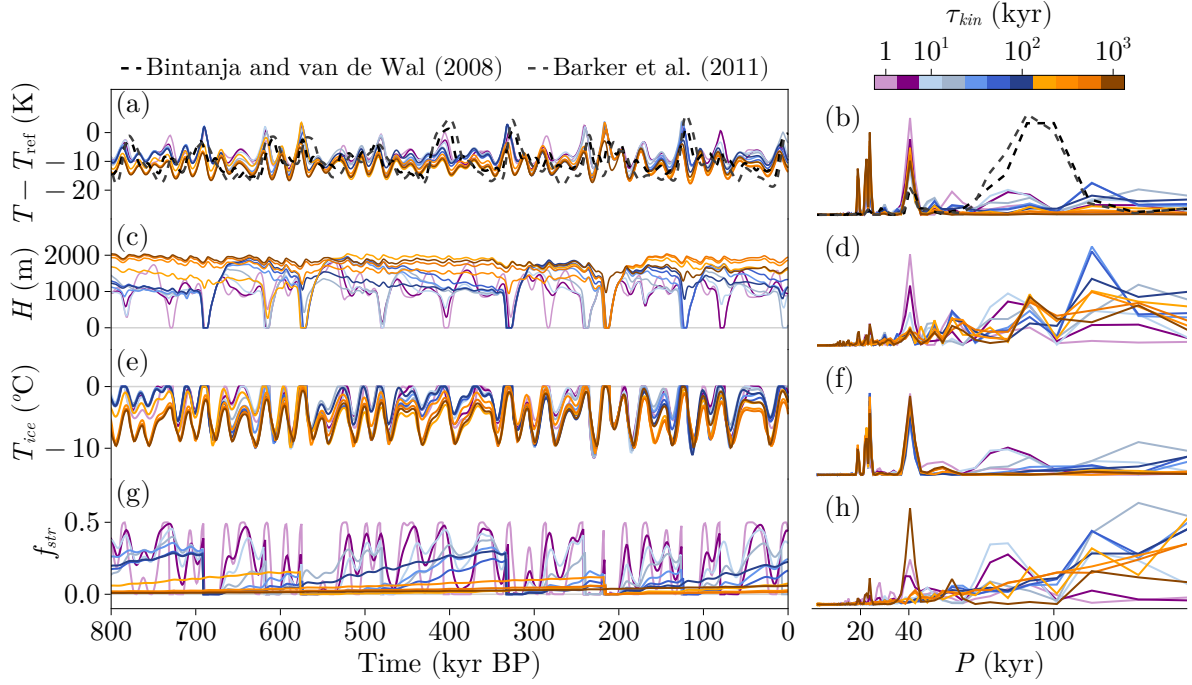 τkin (kyr)
1 10¹ 10² 10³
Bintanja and van de Wal (2008) Barker et al. (2011)
(a)
T − Tref (K)
0
−10
−20
(b)
(c)
H (m)
2000
1000
0
(d)
(e)
Tice (°C)
0
−10
(f)
(g)
fstr
0.5
0.0
(h)
800 700 600 500 400 300 200 100 0
Time (kyr BP)
20 40 100
P (kyr)